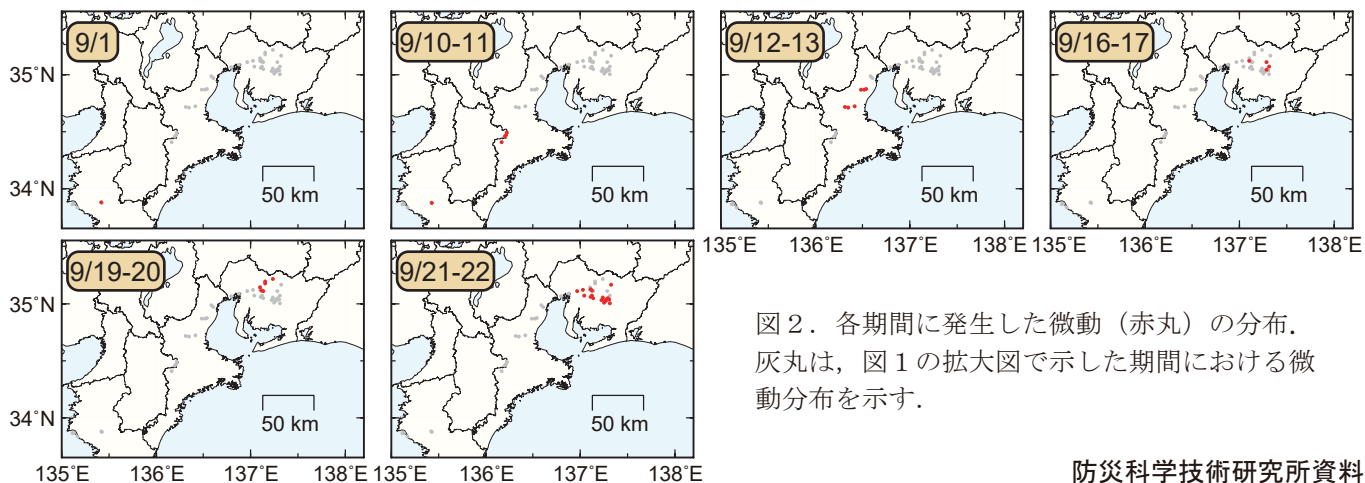 9/1
9/10-11
9/12-13
9/16-17
35°N
34°N
50 km
50 km
50 km
50 km
135°E 136°E 137°E 138°E
135°E 136°E 137°E 138°E
9/19-20
9/21-22
35°N
34°N
50 km
50 km
135°E 136°E 137°E 138°E
135°E 136°E 137°E 138°E
図２．各期間に発生した微動（赤丸）の分布．
灰丸は，図１の拡大図で示した期間における微
動分布を示す．
防災科学技術研究所資料